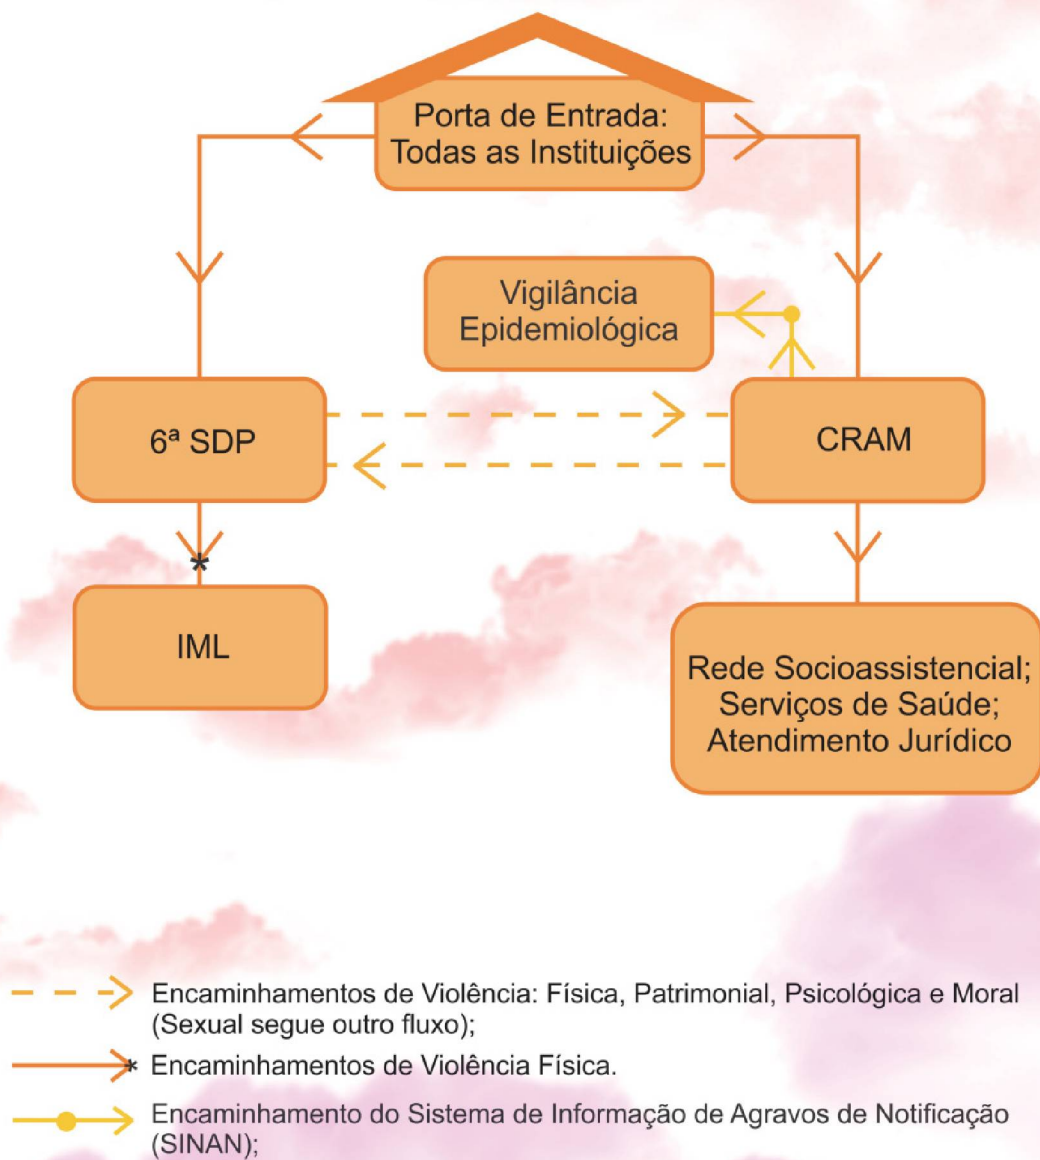 Porta de Entrada:
Todas as Instituições
Vigilância
Epidemiológica
6ª SDP
CRAM
*
IML
Rede Socioassistencial;
Serviços de Saúde;
Atendimento Jurídico
Encaminhamentos de Violência: Física, Patrimonial, Psicológica e Moral
(Sexual segue outro fluxo);
* Encaminhamentos de Violência Física.
Encaminhamento do Sistema de Informação de Agravos de Notificação
(SINAN);